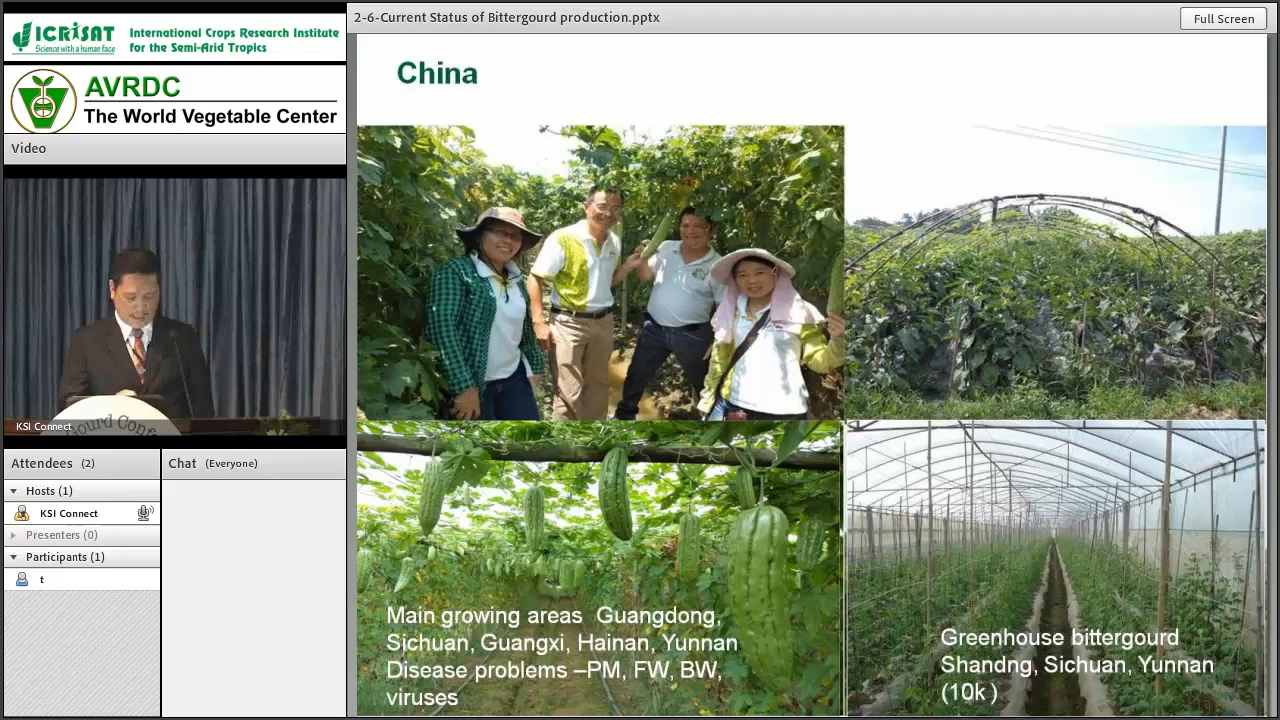 ICRISAT
Science with a human face
International Crops Research Institute
for the Semi-Arid Tropics
AVRDC
The World Vegetable Center
Video
KSI Connect
ourd Conf
Attendees (2)
Hosts (1)
KSI Connect
Presenters (0)
Participants (1)
t
Chat (Everyone)
2-6-Current Status of Bittergourd production.pptx
Full Screen
China
Main growing areas Guangdong,
Sichuan, Guangxi, Hainan, Yunnan
Disease problems –PM, FW, BW,
viruses
Greenhouse bittergourd
Shandng, Sichuan, Yunnan
(10k )